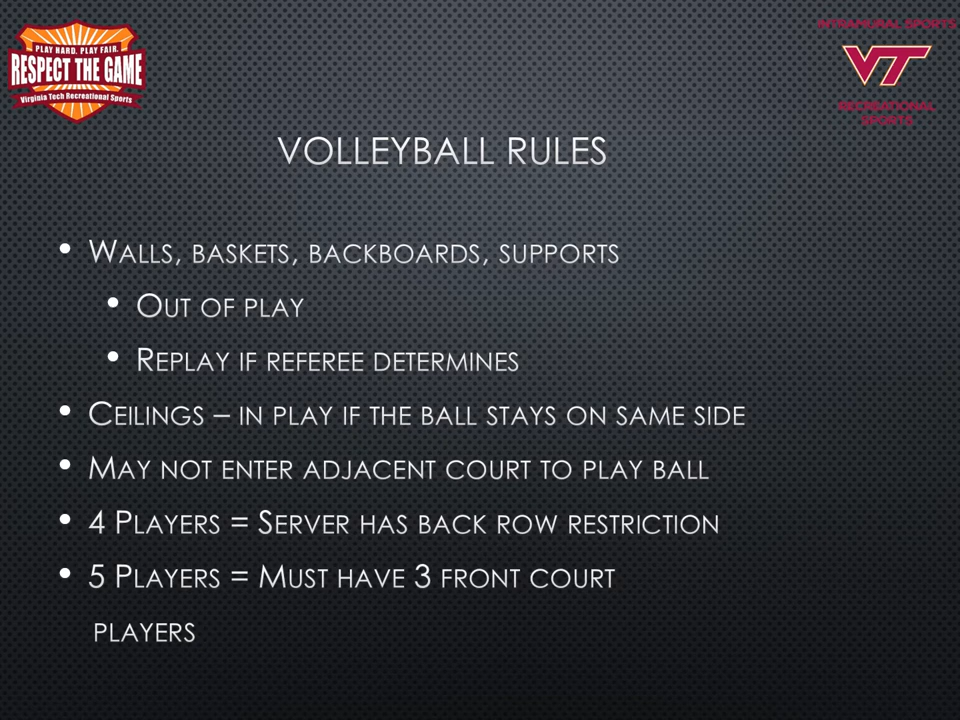 PLAY HARD. PLAY FAIR.
RESPECT THE GAME
Virginia Tech Recreational Sports
INTRAMURAL SPORTS
VT
RECREATIONAL
SPORTS
VOLLEYBALL RULES
• WALLS, BASKETS, BACKBOARDS, SUPPORTS
• OUT OF PLAY
• REPLAY IF REFEREE DETERMINES
• CEILINGS – IN PLAY IF THE BALL STAYS ON SAME SIDE
• MAY NOT ENTER ADJACENT COURT TO PLAY BALL
• 4 PLAYERS = SERVER HAS BACK ROW RESTRICTION
• 5 PLAYERS = MUST HAVE 3 FRONT COURT
PLAYERS